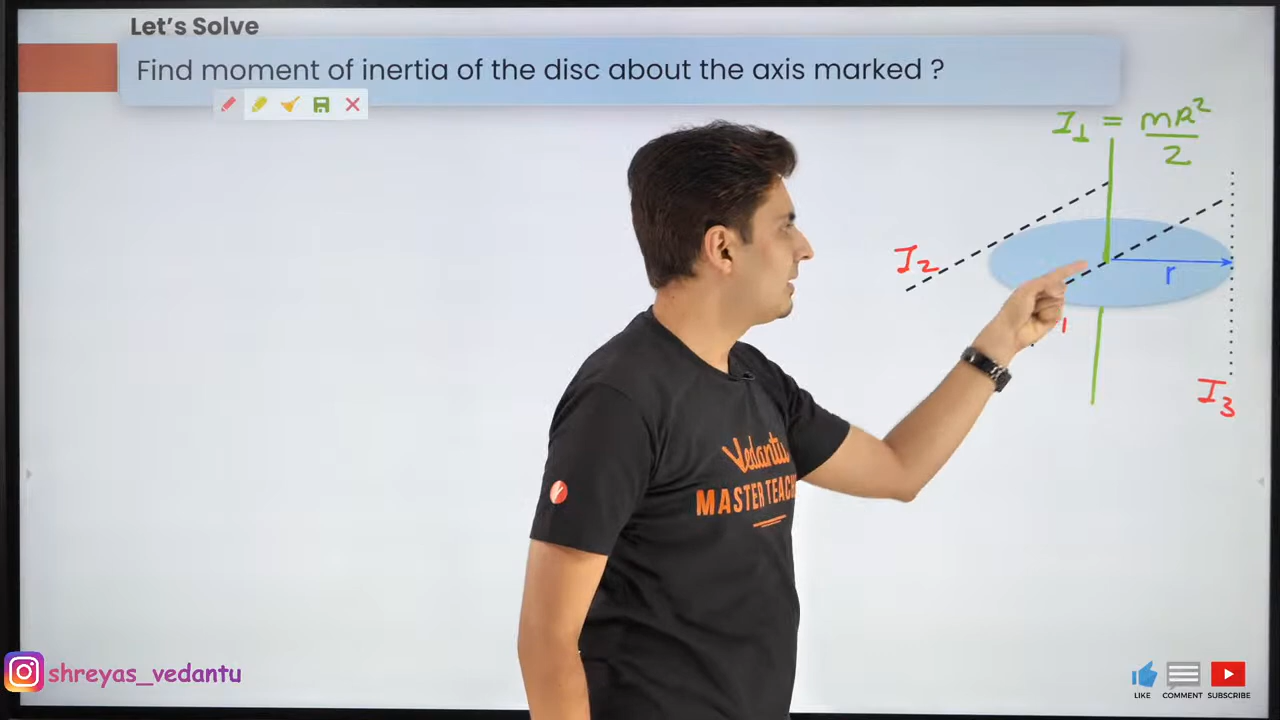 Let's Solve
Find moment of inertia of the disc about the axis marked ?
I⊥ = mR²/2
I₂
r
I₃
Vedantu
MASTER TEACH
shreyas_vedantu
LIKE COMMENT SUBSCRIBE